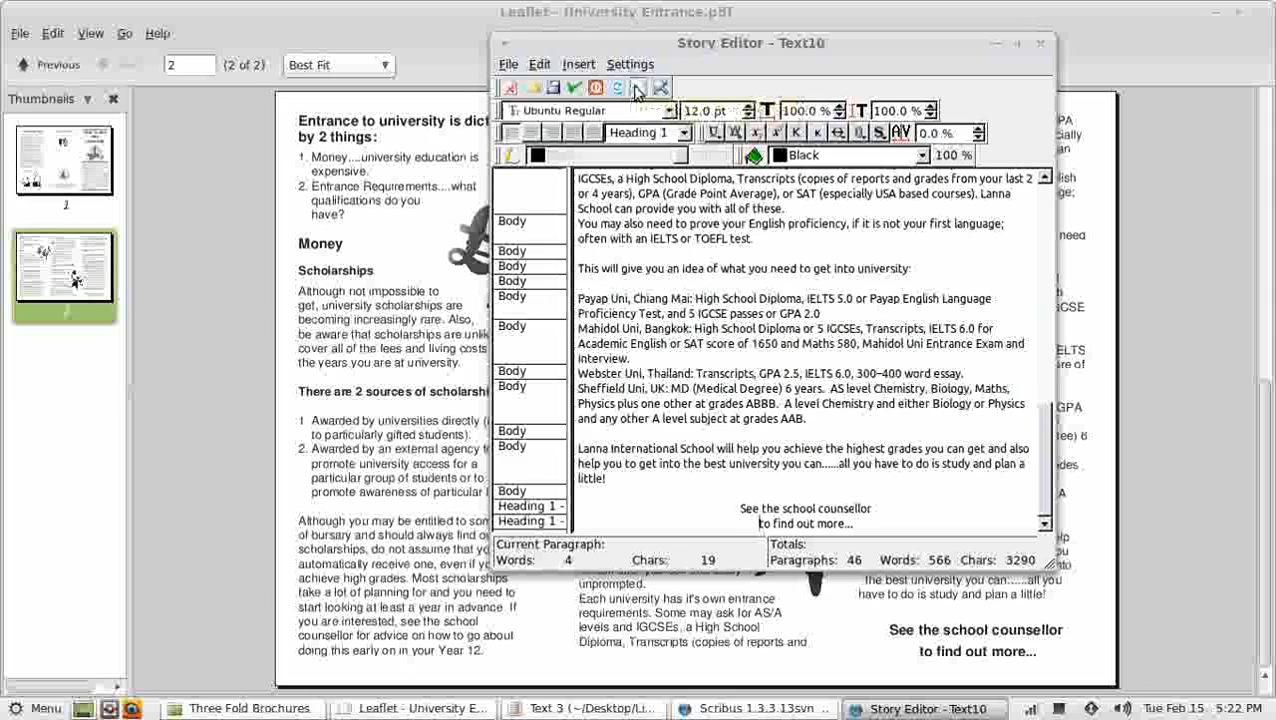 Leaflet - University Entrance.pdf
File Edit View Go Help
Previous 2 (2 of 2) Best Fit
Thumbnails
1
2
Entrance to university is dict
by 2 things:
1. Money....university education is
expensive.
2. Entrance Requirements....what
qualifications do you
have?
Money
Scholarships
Although not impossible to
get, university scholarships are
becoming increasingly rare. Also,
be aware that scholarships are unlik
cover all of the fees and living costs
the years you are at university.
There are 2 sources of scholarshi
1 Awarded by universities directly (
to particularly gifted students).
2. Awarded by an external agency t
promote university access for a
particular group of students or to
promote awareness of particular
Although you may be entitled to som
of bursary and should always find ou
scholarships, do not assume that yo
automatically receive one, even if yo
achieve high grades. Most scholarships
take a lot of planning for and you need to
start looking at least a year in advance. If
you are interested, see the school
counsellor for advice on how to go about
doing this early on in your Year 12.
Story Editor - Text10
File Edit Insert Settings
Ubuntu Regular 12.0 pt 100.0 % 100.0 %
Heading 1 0.0 %
Black 100 %
IGCSEs, a High School Diploma, Transcripts (copies of reports and grades from your last 2
or 4 years), GPA (Grade Point Average), or SAT (especially USA based courses). Lanna
School can provide you with all of these.
Body You may also need to prove your English proficiency, if it is not your first language;
often with an IELTS or TOEFL test.
Body
Body This will give you an idea of what you need to get into university:
Body
Body Payap Uni, Chiang Mai: High School Diploma, IELTS 5.0 or Payap English Language
Proficiency Test, and 5 IGCSE passes or GPA 2.0
Body Mahidol Uni, Bangkok: High School Diploma or 5 IGCSEs, Transcripts, IELTS 6.0 for
Academic English or SAT score of 1650 and Maths 580, Mahidol Uni Entrance Exam and
Interview.
Body Webster Uni, Thailand: Transcripts, GPA 2.5, IELTS 6.0, 300-400 word essay.
Body Sheffield Uni, UK: MD (Medical Degree) 6 years. AS level Chemistry, Biology, Maths,
Physics plus one other at grades ABBB. A level Chemistry and either Biology or Physics
and any other A level subject at grades AAB.
Body
Body Lanna International School will help you achieve the highest grades you can get and also
help you to get into the best university you can......all you have to do is study and plan a
little!
Body
Heading 1 - See the school counsellor
Heading 1 - to find out more...
Current Paragraph: Totals:
Words: 4 Chars: 19 Paragraphs: 46 Words: 566 Chars: 3290
unprompted.
Each university has it's own entrance
requirements. Some may ask for AS/A
levels and IGCSEs, a High School
Diploma, Transcripts (copies of reports and
PA
cially
need
GCSE
ELTS
GPA
ee) 6
help
into
The best university you can......all you
have to do is study and plan a little!
See the school counsellor
to find out more...
Menu Three Fold Brochures Leaflet - University E... Text 3 (~/Desktop/Li... Scribus 1.3.3.13svn ... Story Editor - Text10 Tue Feb 15, 5:22 PM